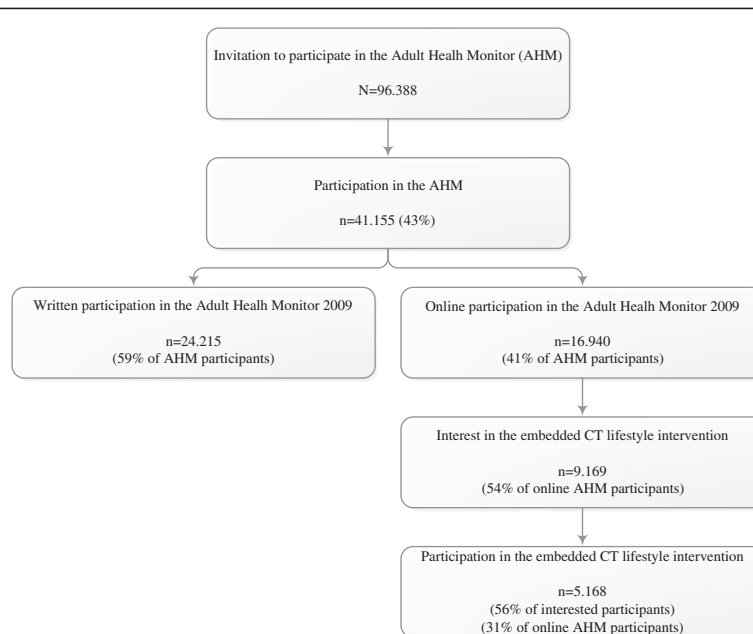 Invitation to participate in the Adult Healh Monitor (AHM)
N=96.388
Participation in the AHM
n=41.155 (43%)
Written participation in the Adult Healh Monitor 2009
n=24.215
(59% of AHM participants)
Online participation in the Adult Healh Monitor 2009
n=16.940
(41% of AHM participants)
Interest in the embedded CT lifestyle intervention
n=9.169
(54% of online AHM participants)
Participation in the embedded CT lifestyle intervention
n=5.168
(56% of interested participants)
(31% of online AHM participants)